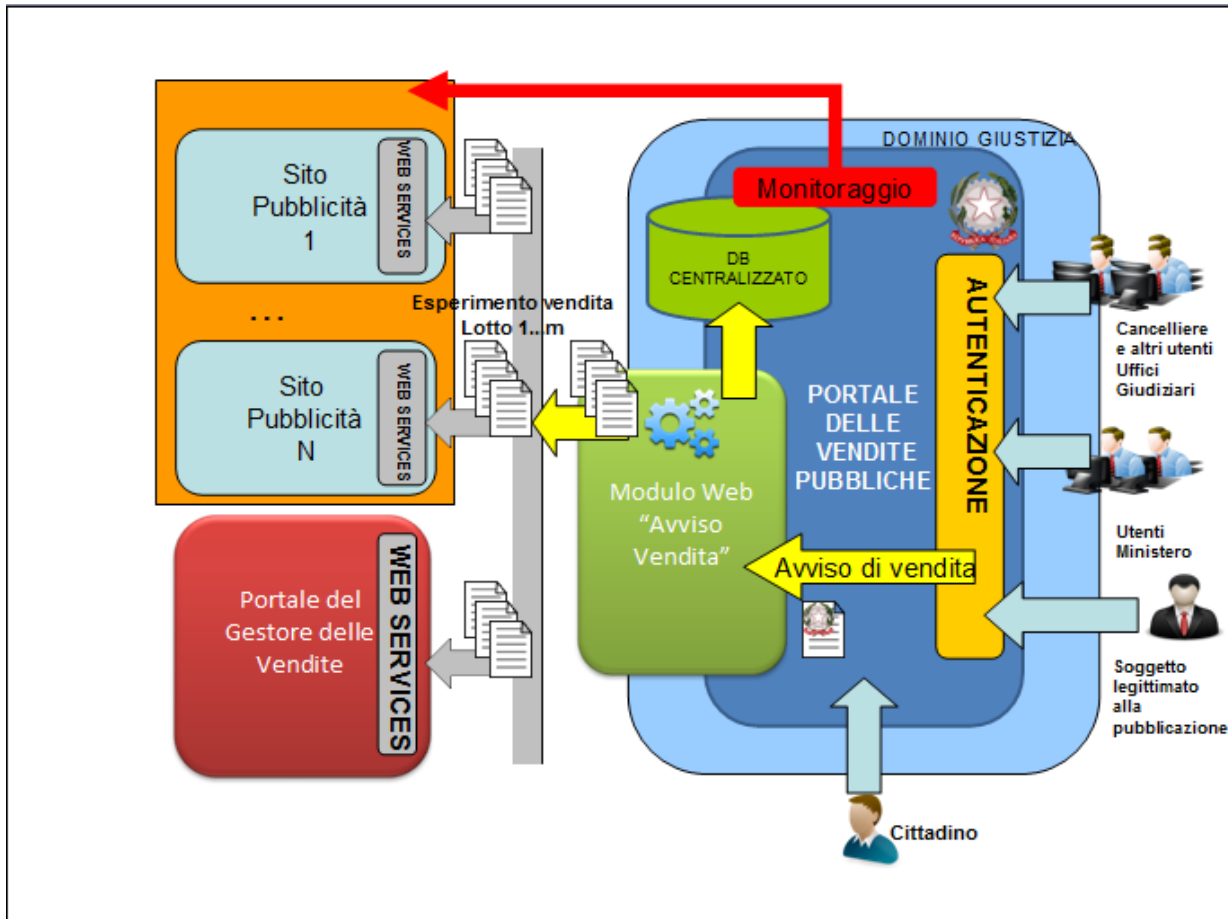 DOMINIO GIUSTIZIA
Monitoraggio
Sito
Pubblicità
1
WEB SERVICES
DB
CENTRALIZZATO
Esperimento vendita
Lotto 1...m
...
Sito
Pubblicità
N
WEB SERVICES
Modulo Web
“Avviso
Vendita”
PORTALE
DELLE
VENDITE
PUBBLICHE
AUTENTICAZIONE
Avviso di vendita
Cancelliere
e altri utenti
Uffici
Giudiziari
Utenti
Ministero
Soggetto
legittimato
alla
pubblicazione
Portale del
Gestore delle
Vendite
WEB SERVICES
Cittadino